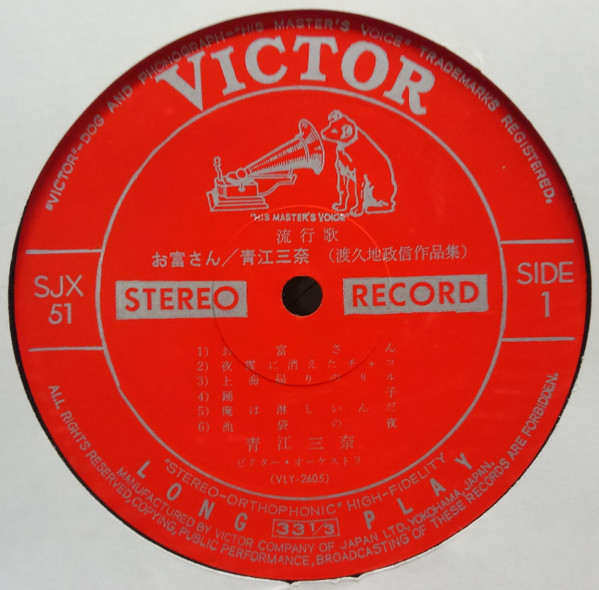 "VICTOR"-DOG AND PHONOGRAPH-"HIS MASTER'S VOICE" TRADEMARKS REGISTERED.
VICTOR
"HIS MASTER'S VOICE"
流行歌
お富さん/青江三奈 (渡久地政信作品集)
SJX
51
STEREO RECORD
SIDE
1
1) お富さん
2) 夜霧に消えたチャコ
3) 上海帰りのリル
4) 踊子
5) 俺は淋しいんだ
6) 池袋の夜
青江三奈
ビクター・オーケストラ
(VLY-2605)
"STEREO-ORTHOPHONIC" HIGH-FIDELITY
LONG 33 1/3 PLAY
MANUFACTURED BY VICTOR COMPANY OF JAPAN LTD. YOKOHAMA, JAPAN.
ALL RIGHTS RESERVED, COPYING, PUBLIC PERFORMANCE, BROADCASTING OF THESE RECORDS ARE FORBIDDEN.